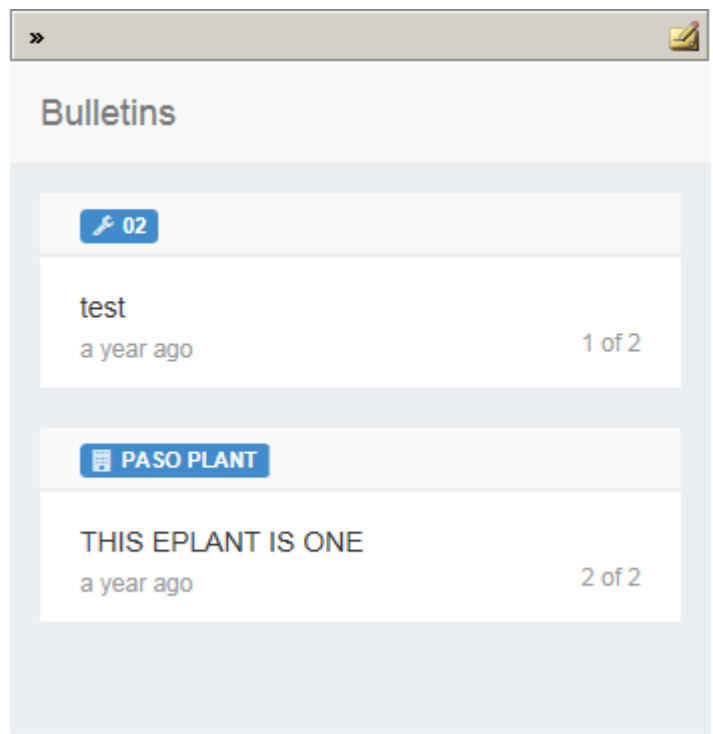 »
Bulletins
02
test
a year ago
1 of 2
PASO PLANT
THIS EPLANT IS ONE
a year ago
2 of 2